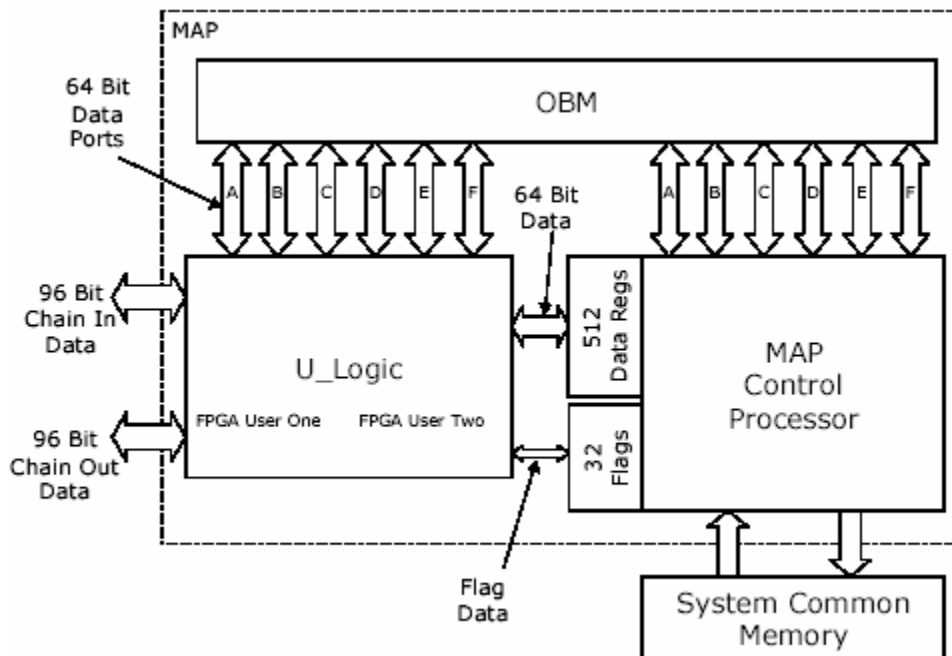 MAP
OBM
64 Bit
Data
Ports
A
B
C
D
E
F
A
B
C
D
E
F
64 Bit
Data
96 Bit
Chain In
Data
U_Logic
FPGA User One
FPGA User Two
96 Bit
Chain Out
Data
512
Data Regs
32
Flags
MAP
Control
Processor
Flag
Data
System Common
Memory